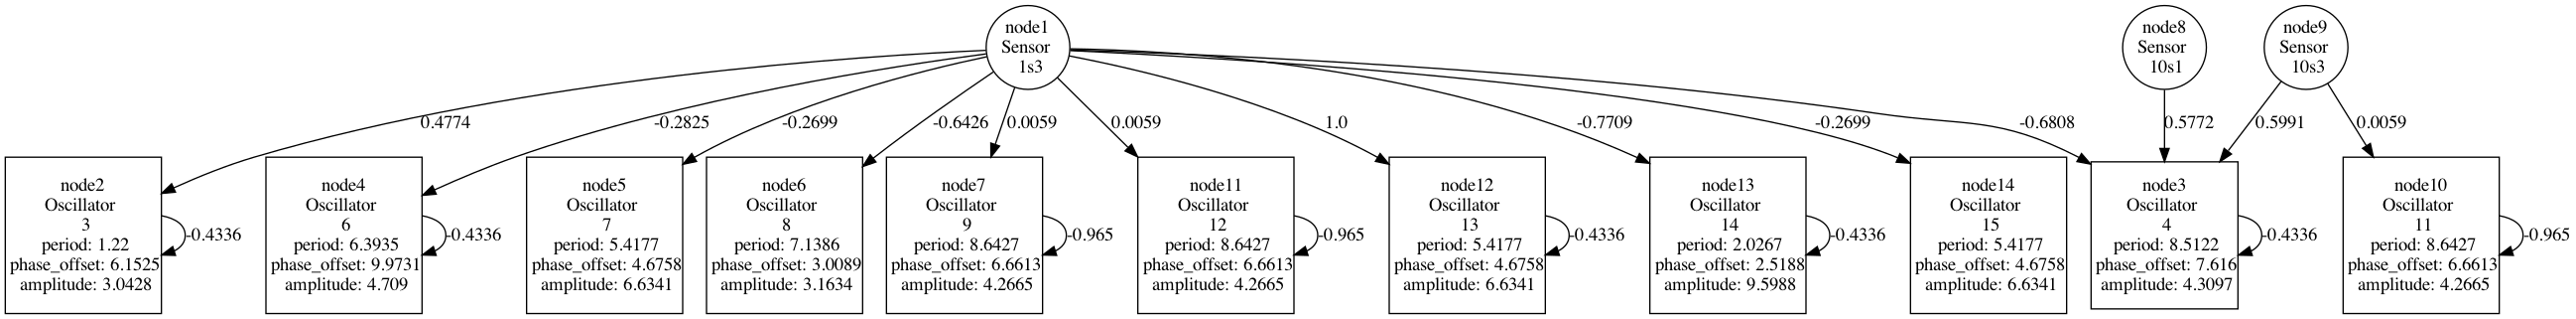 node1
Sensor
1s3
node8
Sensor
10s1
node9
Sensor
10s3
0.4774
-0.2825
-0.2699
-0.6426
0.0059
0.0059
1.0
-0.7709
-0.2699
-0.6808
0.5772
0.5991
0.0059
node2
Oscillator
3
period: 1.22
phase_offset: 6.1525
amplitude: 3.0428
-0.4336
node4
Oscillator
6
period: 6.3935
phase_offset: 9.9731
amplitude: 4.709
-0.4336
node5
Oscillator
7
period: 5.4177
phase_offset: 4.6758
amplitude: 6.6341
node6
Oscillator
8
period: 7.1386
phase_offset: 3.0089
amplitude: 3.1634
node7
Oscillator
9
period: 8.6427
phase_offset: 6.6613
amplitude: 4.2665
-0.965
node11
Oscillator
12
period: 8.6427
phase_offset: 6.6613
amplitude: 4.2665
-0.965
node12
Oscillator
13
period: 5.4177
phase_offset: 4.6758
amplitude: 6.6341
-0.4336
node13
Oscillator
14
period: 2.0267
phase_offset: 2.5188
amplitude: 9.5988
-0.4336
node14
Oscillator
15
period: 5.4177
phase_offset: 4.6758
amplitude: 6.6341
node3
Oscillator
4
period: 8.5122
phase_offset: 7.616
amplitude: 4.3097
-0.4336
node10
Oscillator
11
period: 8.6427
phase_offset: 6.6613
amplitude: 4.2665
-0.965